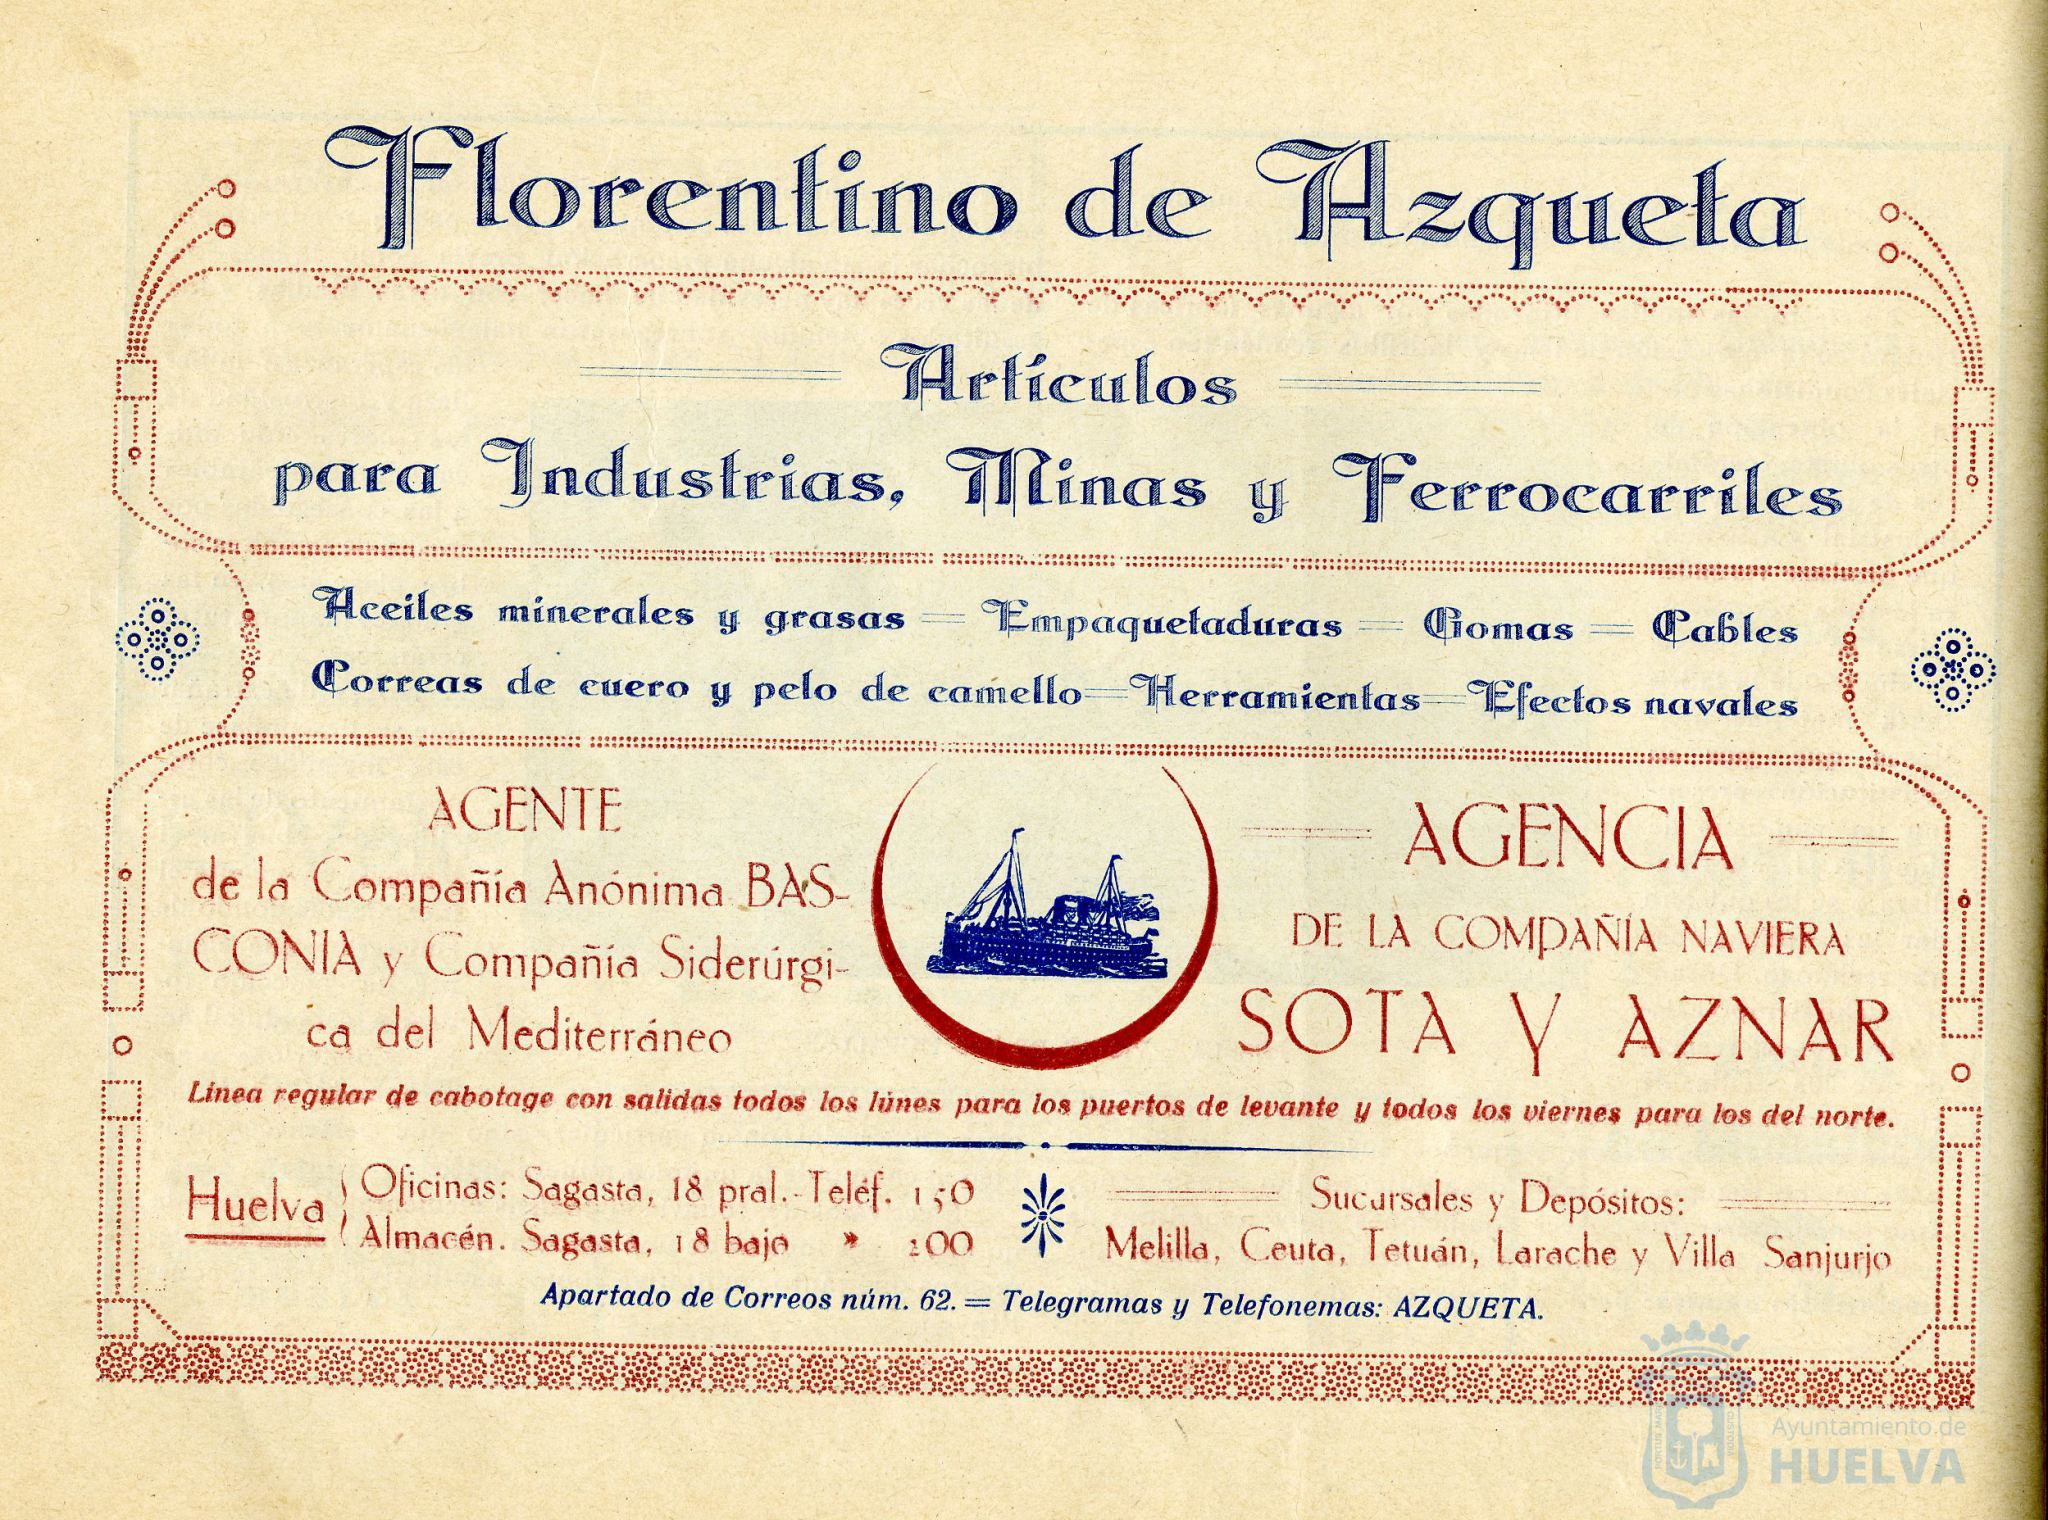 Florentino de Azqueta
Artículos
para Industrias, Minas y Ferrocarriles
Aceites minerales y grasas = Empaquetaduras = Gomas = Cables
Correas de cuero y pelo de camello=Herramientas=Efectos navales
AGENTE
de la Compañía Anónima BAS-
CONIA y Compañía Siderúrgi-
ca del Mediterráneo
AGENCIA
DE LA COMPAÑÍA NAVIERA
SOTA Y AZNAR
Línea regular de cabotage con salidas todos los lúnes para los puertos de levante y todos los viernes para los del norte.
Huelva
Oficinas: Sagasta, 18 pral.-Teléf. 150
Almacén. Sagasta, 18 bajo » 200
Sucursales y Depósitos:
Melilla, Ceuta, Tetuán, Larache y Villa Sanjurjo
Apartado de Correos núm. 62. = Telegramas y Telefonemas: AZQUETA.
Ayuntamiento de
HUELVA